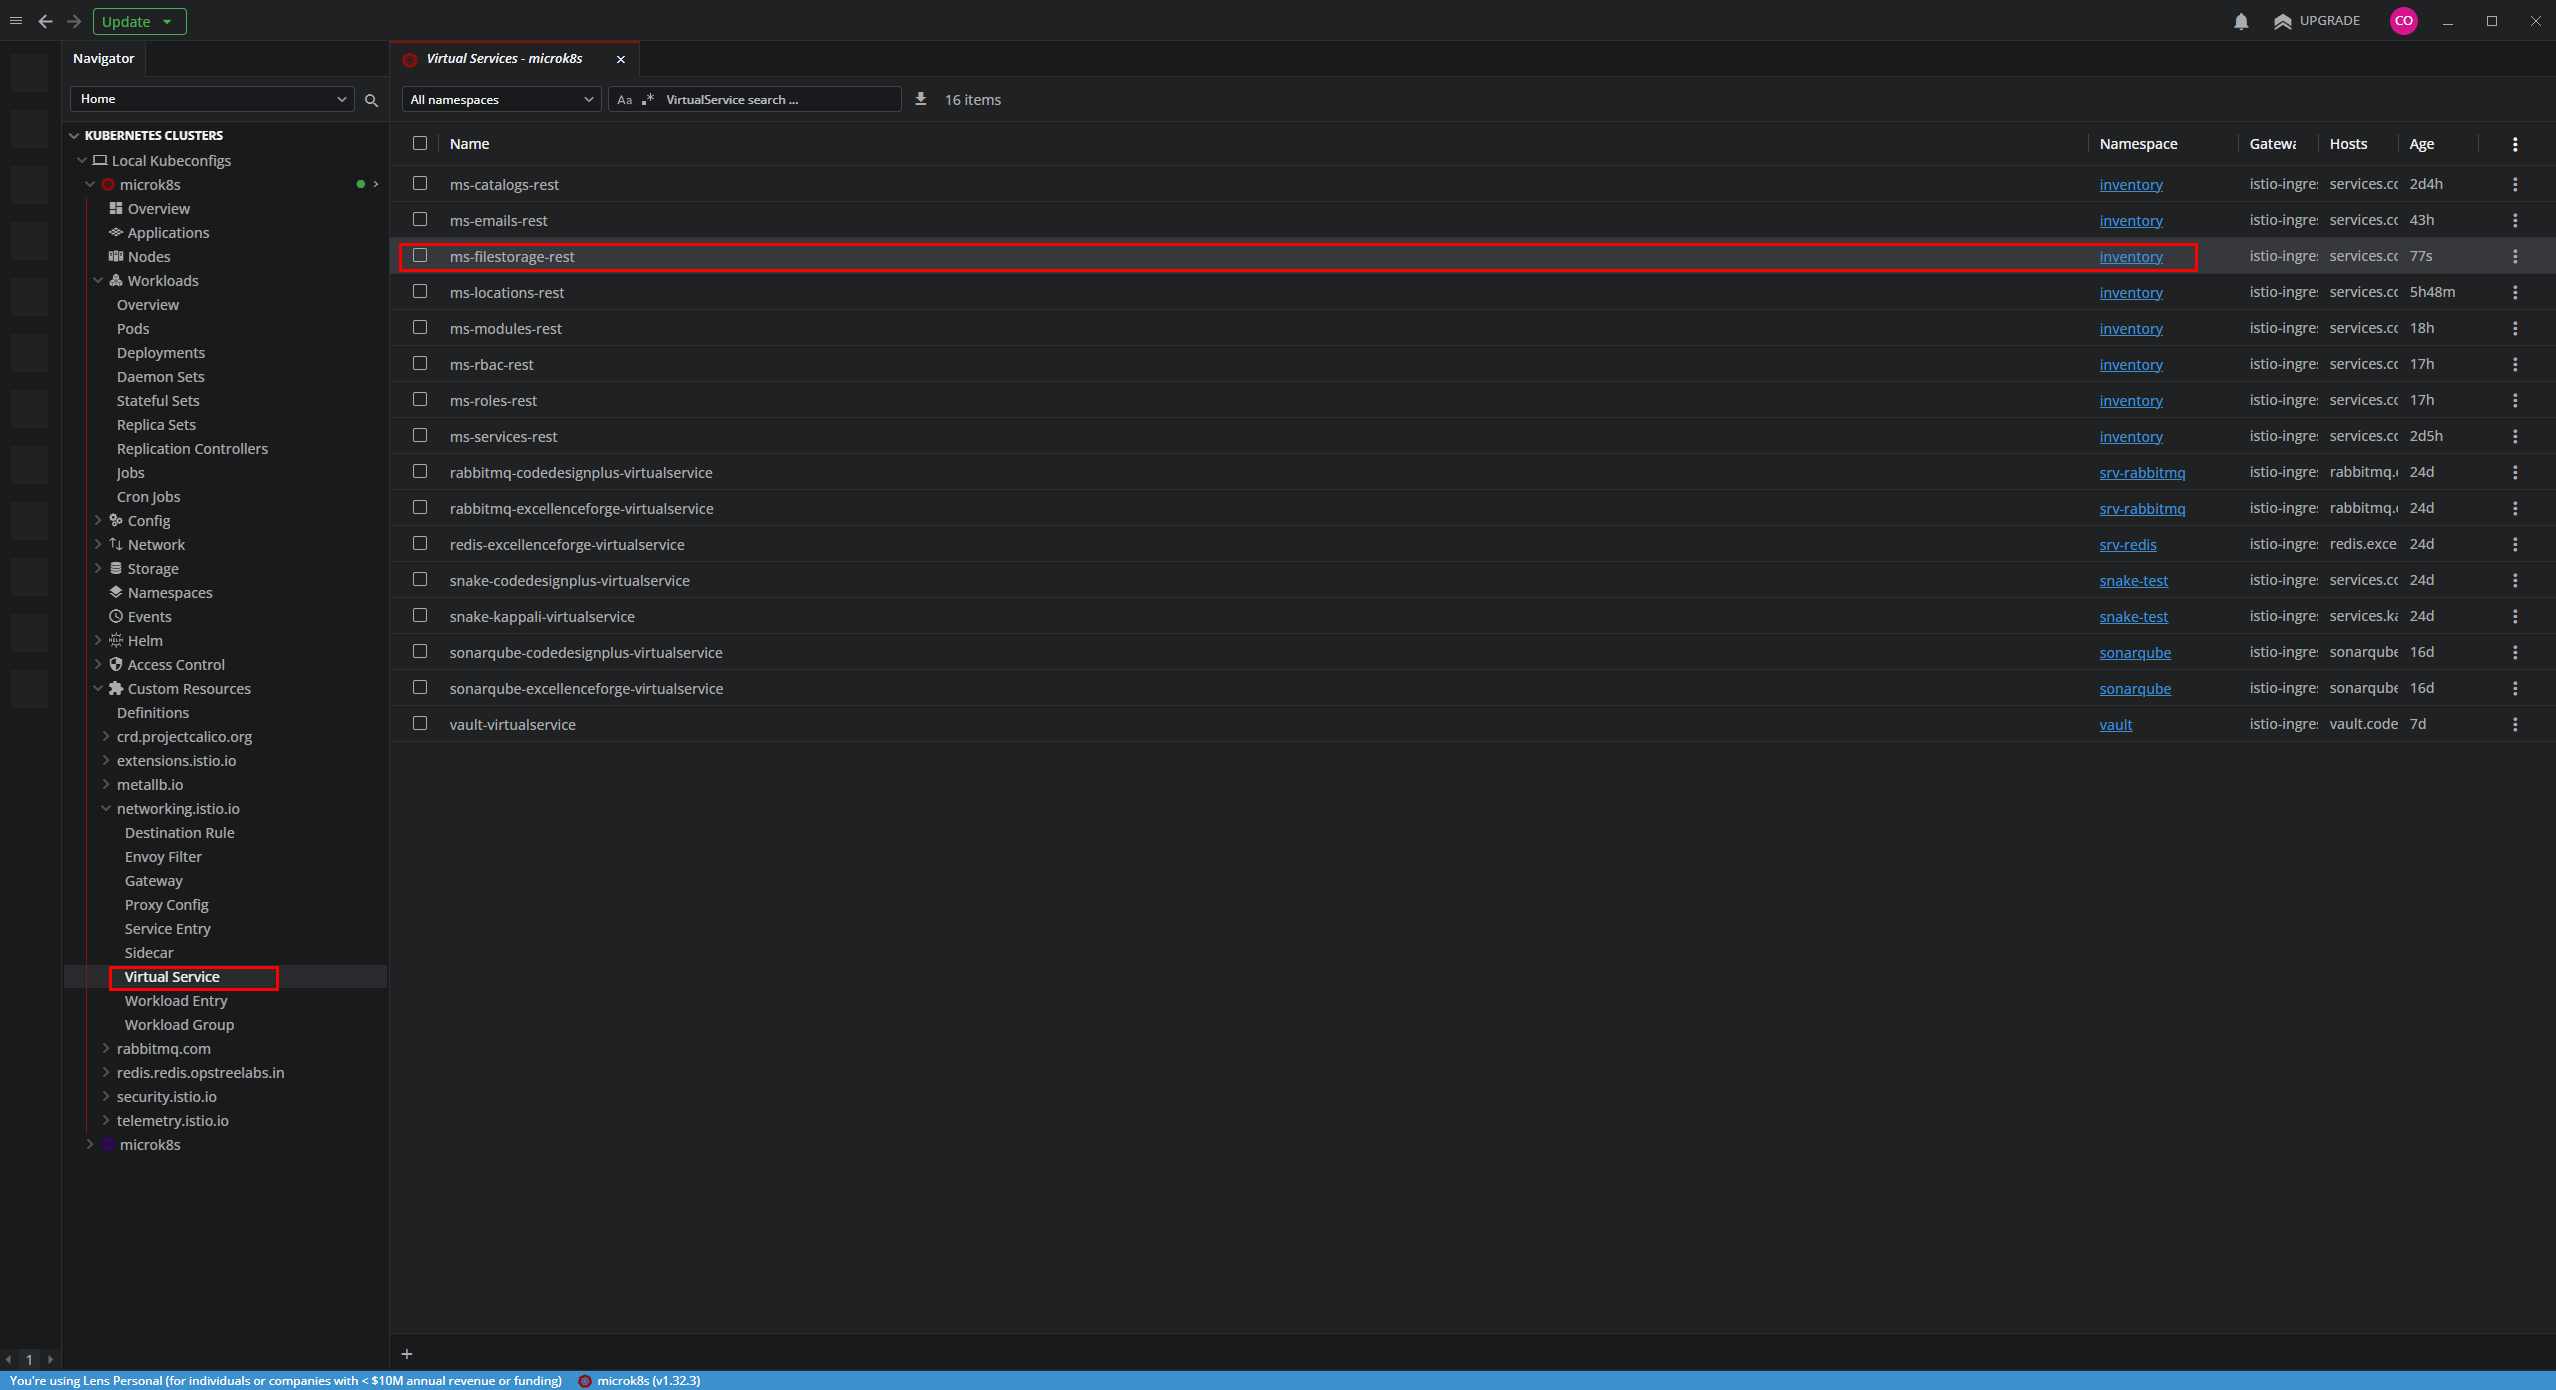 Update
UPGRADE
CO
Navigator
Virtual Services - microk8s
Home
All namespaces
Aa .* VirtualService search ...
16 items
KUBERNETES CLUSTERS
Local Kubeconfigs
microk8s
Overview
Applications
Nodes
Workloads
Overview
Pods
Deployments
Daemon Sets
Stateful Sets
Replica Sets
Replication Controllers
Jobs
Cron Jobs
Config
Network
Storage
Namespaces
Events
Helm
Access Control
Custom Resources
Definitions
crd.projectcalico.org
extensions.istio.io
metallb.io
networking.istio.io
Destination Rule
Envoy Filter
Gateway
Proxy Config
Service Entry
Sidecar
Virtual Service
Workload Entry
Workload Group
rabbitmq.com
redis.redis.opstreelabs.in
security.istio.io
telemetry.istio.io
microk8s
Name Namespace Gatew Hosts Age
ms-catalogs-rest inventory istio-ingre services.cc 2d4h
ms-emails-rest inventory istio-ingre services.cc 43h
ms-filestorage-rest inventory istio-ingre services.cc 77s
ms-locations-rest inventory istio-ingre services.cc 5h48m
ms-modules-rest inventory istio-ingre services.cc 18h
ms-rbac-rest inventory istio-ingre services.cc 17h
ms-roles-rest inventory istio-ingre services.cc 17h
ms-services-rest inventory istio-ingre services.cc 2d5h
rabbitmq-codedesignplus-virtualservice srv-rabbitmq istio-ingre rabbitmq. 24d
rabbitmq-excellenceforge-virtualservice srv-rabbitmq istio-ingre rabbitmq. 24d
redis-excellenceforge-virtualservice srv-redis istio-ingre redis.exce 24d
snake-codedesignplus-virtualservice snake-test istio-ingre services.cc 24d
snake-kappali-virtualservice snake-test istio-ingre services.ka 24d
sonarqube-codedesignplus-virtualservice sonarqube istio-ingre sonarqube 16d
sonarqube-excellenceforge-virtualservice sonarqube istio-ingre sonarqube 16d
vault-virtualservice vault istio-ingre vault.code 7d
1
+
You're using Lens Personal (for individuals or companies with < $10M annual revenue or funding) microk8s (v1.32.3)